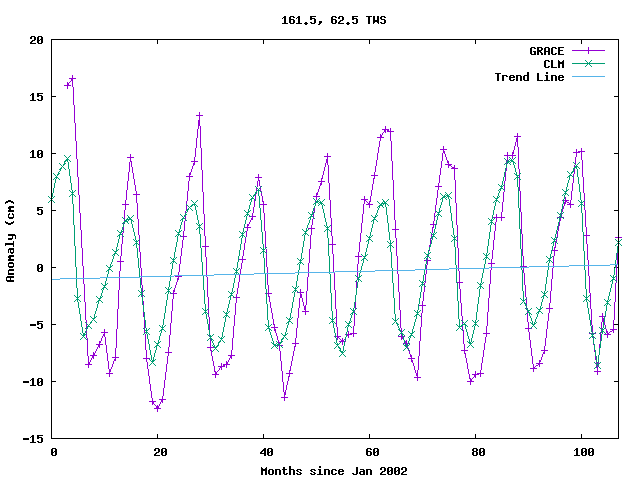 161.5, 62.5 TWS
GRACE
CLM
Trend Line
20
15
10
5
0
-5
-10
-15
Anomaly (cm)
0 20 40 60 80 100
Months since Jan 2002